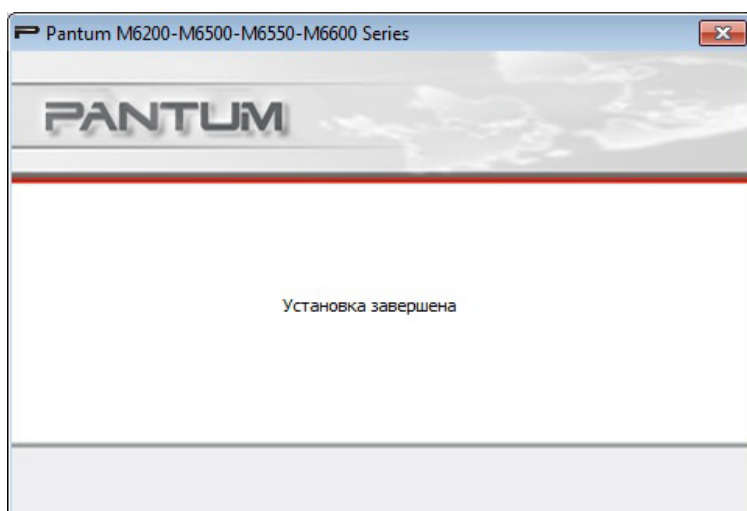 Pantum M6200-M6500-M6550-M6600 Series
PANTUM
Установка завершена